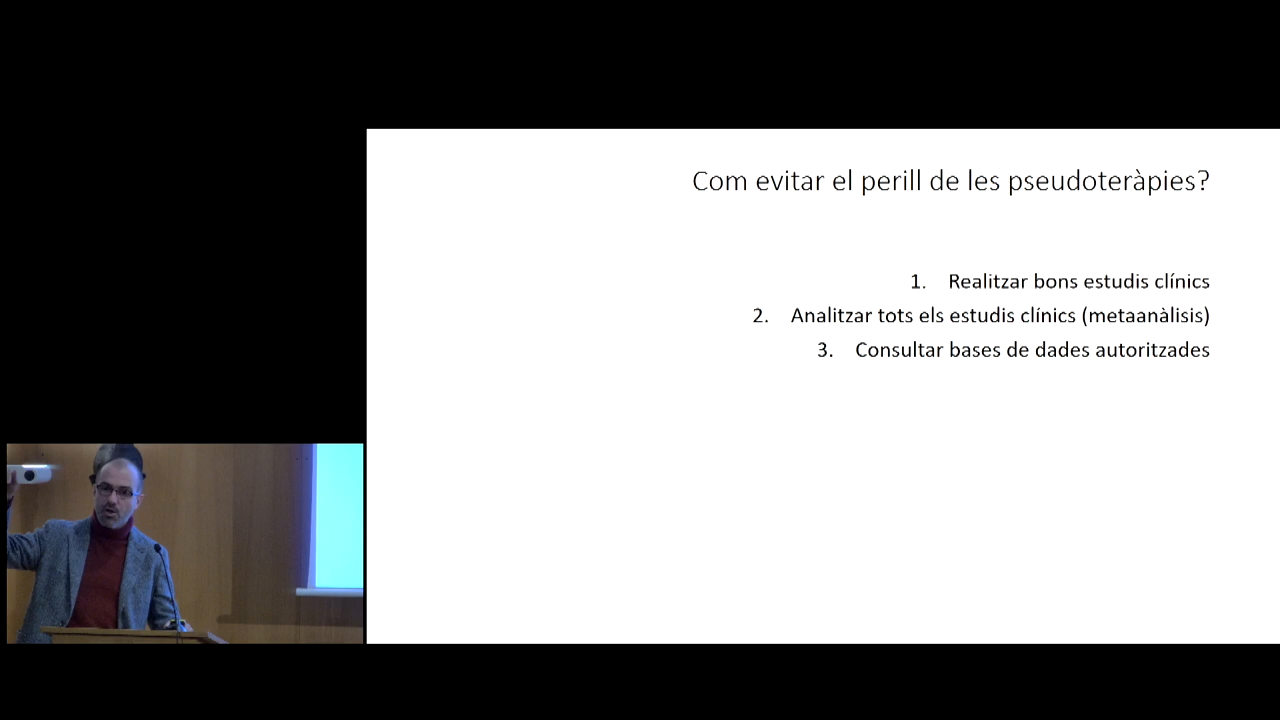 Com evitar el perill de les pseudoteràpies?
1. Realitzar bons estudis clínics
2. Analitzar tots els estudis clínics (metaanàlisis)
3. Consultar bases de dades autoritzades